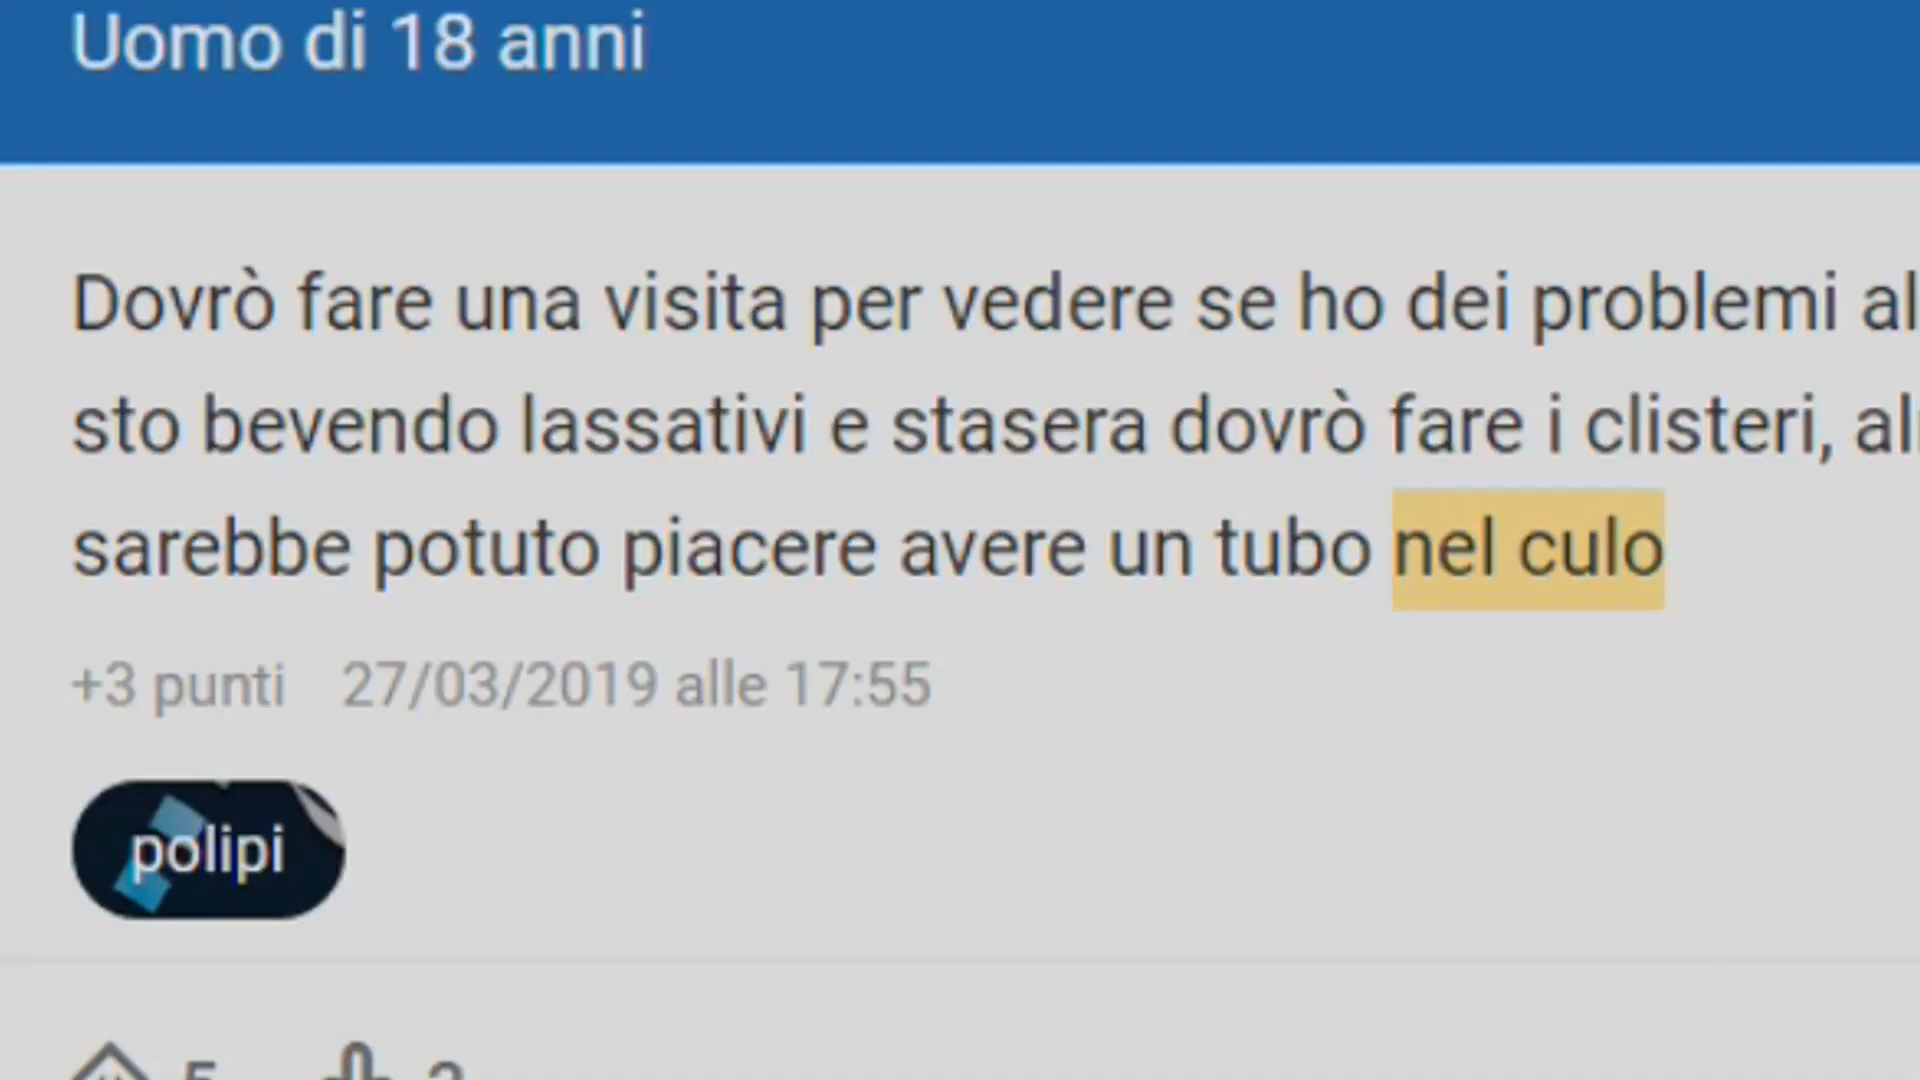 Uomo di 18 anni
Dovrò fare una visita per vedere se ho dei problemi al
sto bevendo lassativi e stasera dovrò fare i clisteri,
sarebbe potuto piacere avere un tubo nel culo
+3 punti 27/03/2019 alle 17:55
polipi